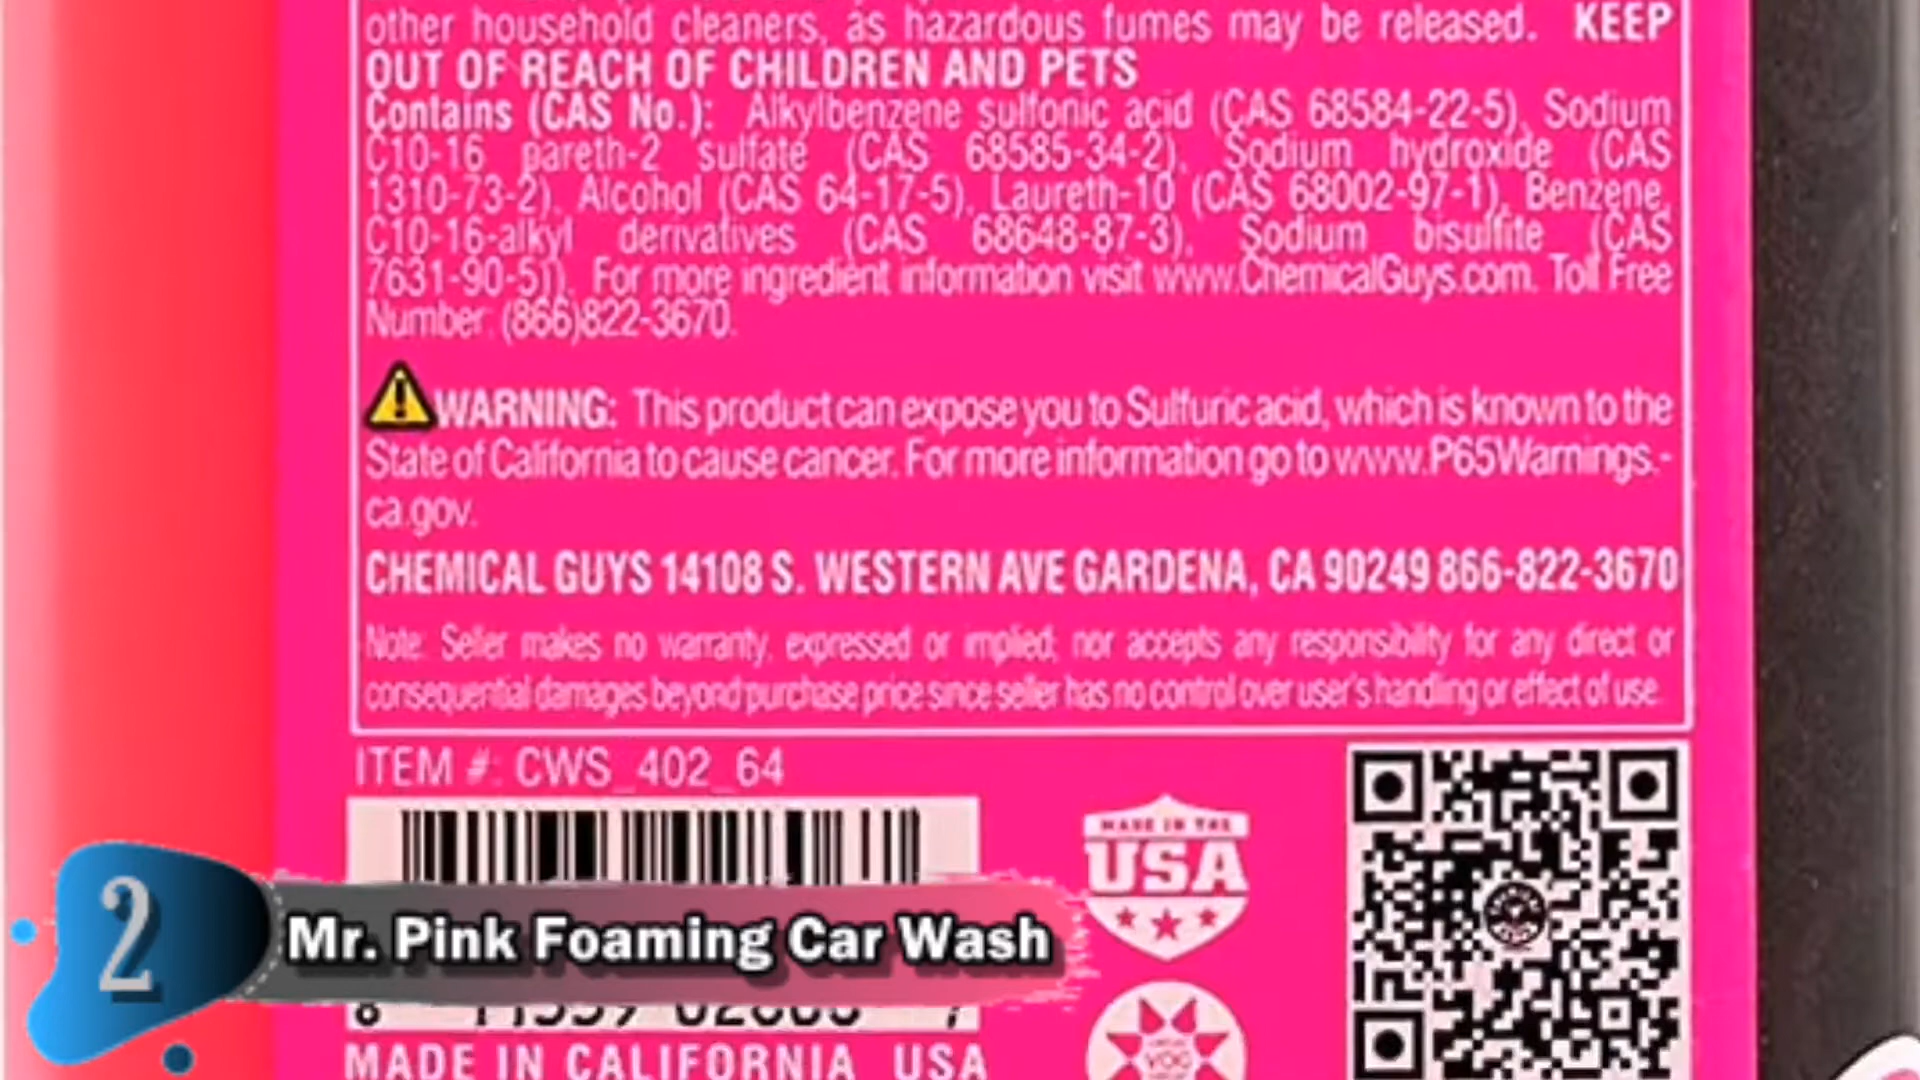 other household cleaners, as hazardous fumes may be released. KEEP
OUT OF REACH OF CHILDREN AND PETS
Contains (CAS No.): Alkylbenzene sulfonic acid (CAS 68584-22-5), Sodium
C10-16 pareth-2 sulfate (CAS 68585-34-2), Sodium hydroxide (CAS
1310-73-2), Alcohol (CAS 64-17-5), Laureth-10 (CAS 68002-97-1), Benzene,
C10-16-alkyl derivatives (CAS 68648-87-3), Sodium bisulfite (CAS
7631-90-5)). For more ingredient information visit www.ChemicalGuys.com. Toll Free
Number: (866)822-3670.
WARNING: This product can expose you to Sulfuric acid, which is known to the
State of California to cause cancer. For more information go to www.P65Warnings.-
ca.gov.
CHEMICAL GUYS 14108 S. WESTERN AVE GARDENA, CA 90249 866-822-3670
Note: Seller makes no warranty, expressed or implied; nor accepts any responsibility for any direct or
consequential damages beyond purchase price since seller has no control over user's handling or effect of use.
ITEM #: CWS_402_64
MADE IN THE
USA
2
Mr. Pink Foaming Car Wash
VOC
MADE IN CALIFORNIA USA